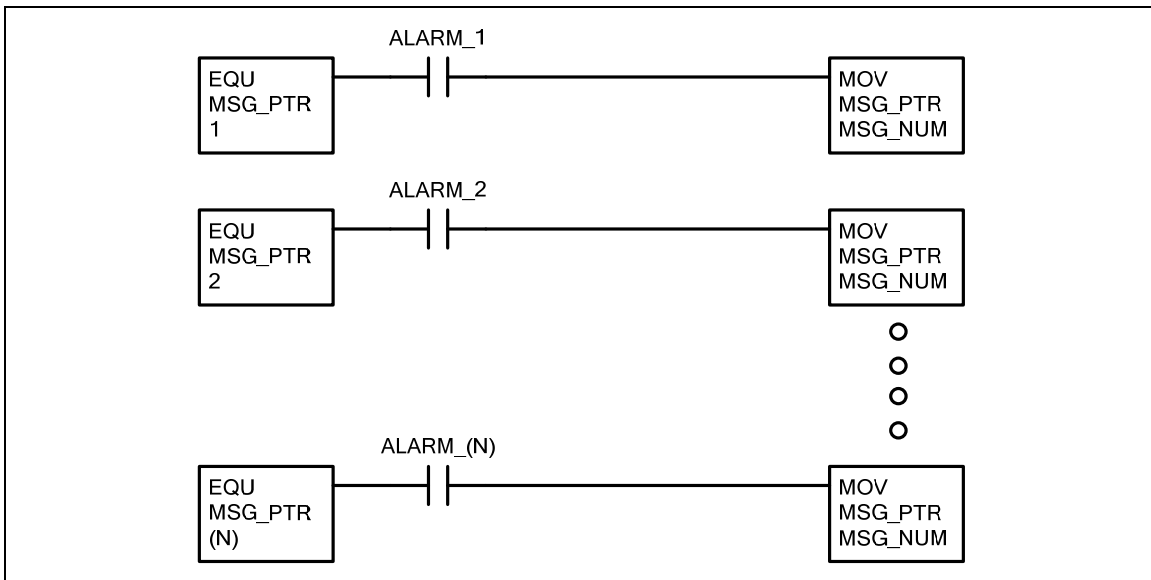 ALARM_1
EQU
MSG_PTR
1
MOV
MSG_PTR
MSG_NUM
ALARM_2
EQU
MSG_PTR
2
MOV
MSG_PTR
MSG_NUM
ALARM_(N)
EQU
MSG_PTR
(N)
MOV
MSG_PTR
MSG_NUM